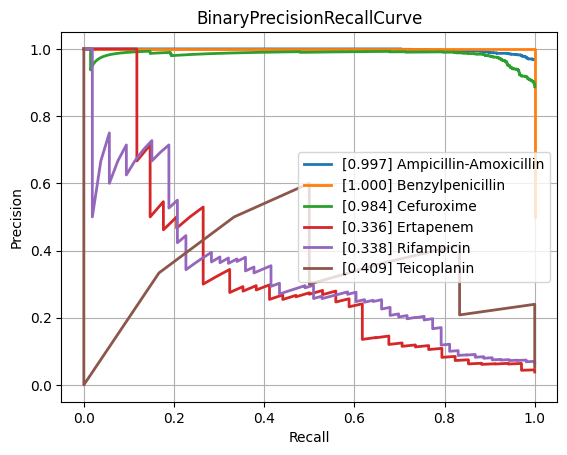 BinaryPrecisionRecallCurve
1.0
0.8
0.6
0.4
0.2
0.0
Precision
[0.997] Ampicillin-Amoxicillin
[1.000] Benzylpenicillin
[0.984] Cefuroxime
[0.336] Ertapenem
[0.338] Rifampicin
[0.409] Teicoplanin
0.0 0.2 0.4 0.6 0.8 1.0
Recall